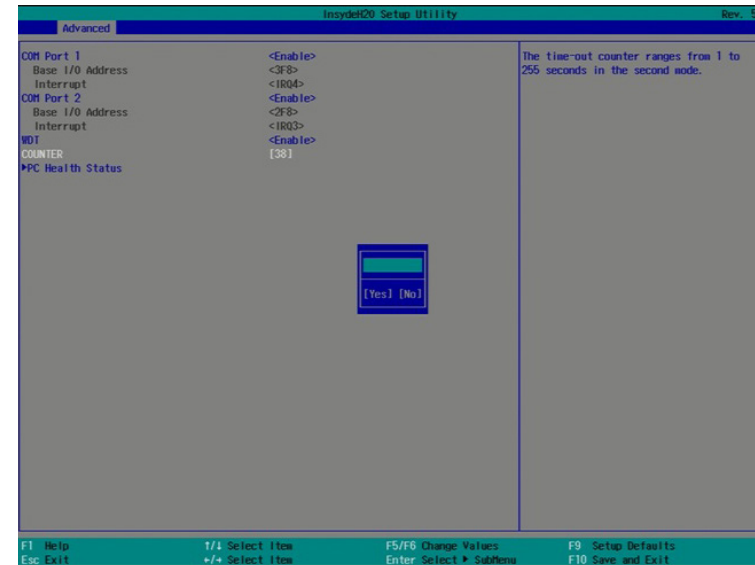 InsydeH20 Setup Utility Rev. 5
Advanced
COM Port 1 <Enable>
Base I/O Address <3F8>
Interrupt <IRQ4>
COM Port 2 <Enable>
Base I/O Address <2F8>
Interrupt <IRQ3>
WDT <Enable>
COUNTER [38]
▶PC Health Status
The time-out counter ranges from 1 to
255 seconds in the second mode.
[Yes] [No]
F1 Help ↑/↓ Select Item F5/F6 Change Values F9 Setup Defaults
Esc Exit ←/→ Select Item Enter Select ▶ SubMenu F10 Save and Exit